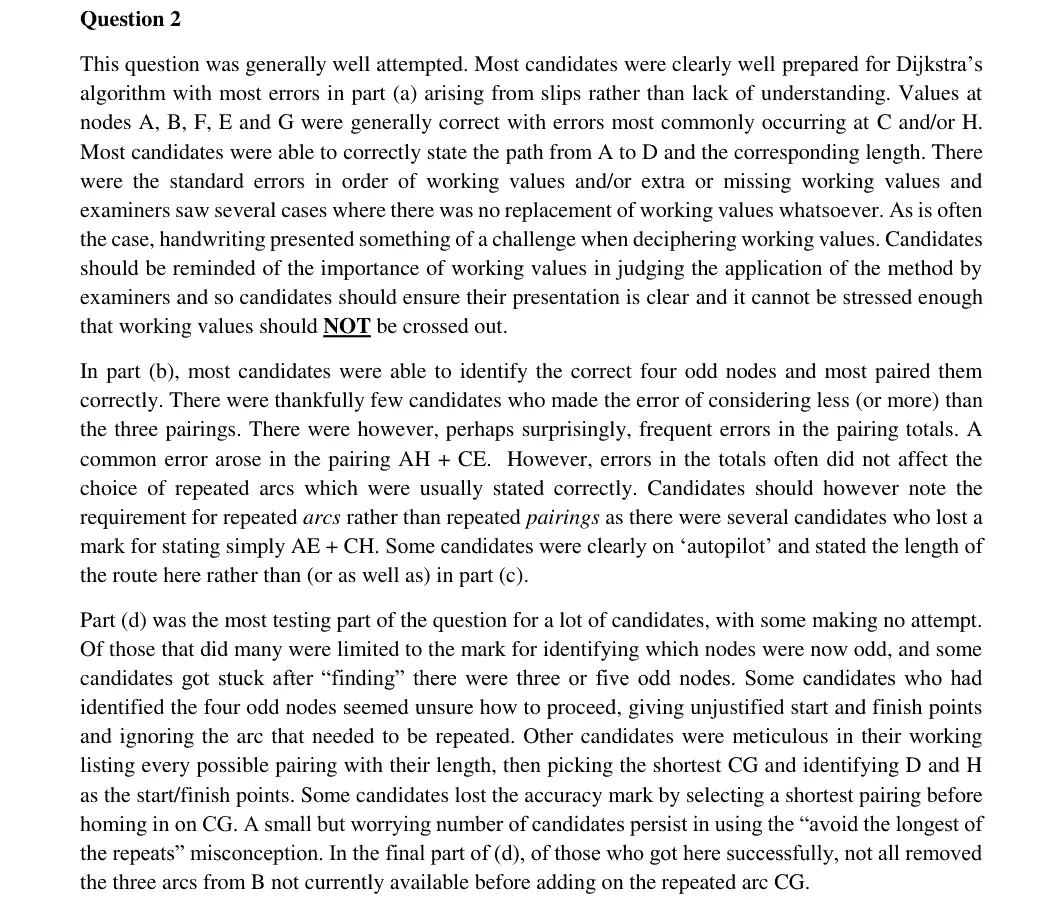 Question 2
This question was generally well attempted. Most candidates were clearly well prepared for Dijkstra’s
algorithm with most errors in part (a) arising from slips rather than lack of understanding. Values at
nodes A, B, F, E and G were generally correct with errors most commonly occurring at C and/or H.
Most candidates were able to correctly state the path from A to D and the corresponding length. There
were the standard errors in order of working values and/or extra or missing working values and
examiners saw several cases where there was no replacement of working values whatsoever. As is often
the case, handwriting presented something of a challenge when deciphering working values. Candidates
should be reminded of the importance of working values in judging the application of the method by
examiners and so candidates should ensure their presentation is clear and it cannot be stressed enough
that working values should NOT be crossed out.
In part (b), most candidates were able to identify the correct four odd nodes and most paired them
correctly. There were thankfully few candidates who made the error of considering less (or more) than
the three pairings. There were however, perhaps surprisingly, frequent errors in the pairing totals. A
common error arose in the pairing AH + CE.  However, errors in the totals often did not affect the
choice of repeated arcs which were usually stated correctly. Candidates should however note the
requirement for repeated arcs rather than repeated pairings as there were several candidates who lost a
mark for stating simply AE + CH. Some candidates were clearly on ‘autopilot’ and stated the length of
the route here rather than (or as well as) in part (c).
Part (d) was the most testing part of the question for a lot of candidates, with some making no attempt.
Of those that did many were limited to the mark for identifying which nodes were now odd, and some
candidates got stuck after “finding” there were three or five odd nodes. Some candidates who had
identified the four odd nodes seemed unsure how to proceed, giving unjustified start and finish points
and ignoring the arc that needed to be repeated. Other candidates were meticulous in their working
listing every possible pairing with their length, then picking the shortest CG and identifying D and H
as the start/finish points. Some candidates lost the accuracy mark by selecting a shortest pairing before
homing in on CG. A small but worrying number of candidates persist in using the “avoid the longest of
the repeats” misconception. In the final part of (d), of those who got here successfully, not all removed
the three arcs from B not currently available before adding on the repeated arc CG.